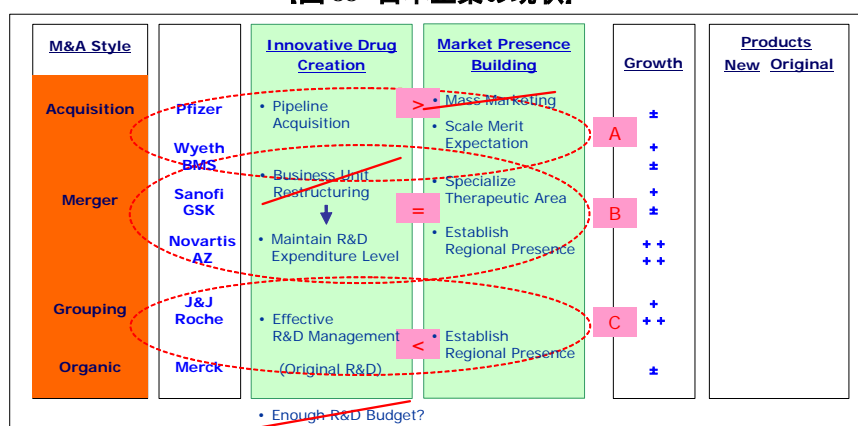 M&A Style
Innovative Drug
Creation
Market Presence
Building
Growth
Products
New Original
Acquisition
Pfizer
• Pipeline
Acquisition
>
• Mass Marketing
• Scale Merit
Expectation
A
±
Wyeth
BMS
+
±
Merger
Sanofi
GSK
• Business Unit
Restructuring
=
• Specialize
Therapeutic Area
B
+
±
Novartis
AZ
• Maintain R&D
Expenditure Level
• Establish
Regional Presence
++
++
Grouping
J&J
Roche
• Effective
R&D Management
<
• Establish
Regional Presence
C
+
++
Organic
Merck
(Original R&D)
±
• Enough R&D Budget?